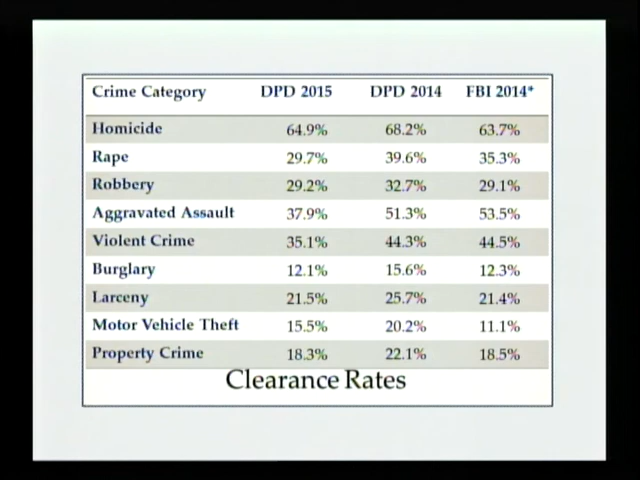 Crime Category DPD 2015 DPD 2014 FBI 2014*
Homicide 64.9% 68.2% 63.7%
Rape 29.7% 39.6% 35.3%
Robbery 29.2% 32.7% 29.1%
Aggravated Assault 37.9% 51.3% 53.5%
Violent Crime 35.1% 44.3% 44.5%
Burglary 12.1% 15.6% 12.3%
Larceny 21.5% 25.7% 21.4%
Motor Vehicle Theft 15.5% 20.2% 11.1%
Property Crime 18.3% 22.1% 18.5%
Clearance Rates